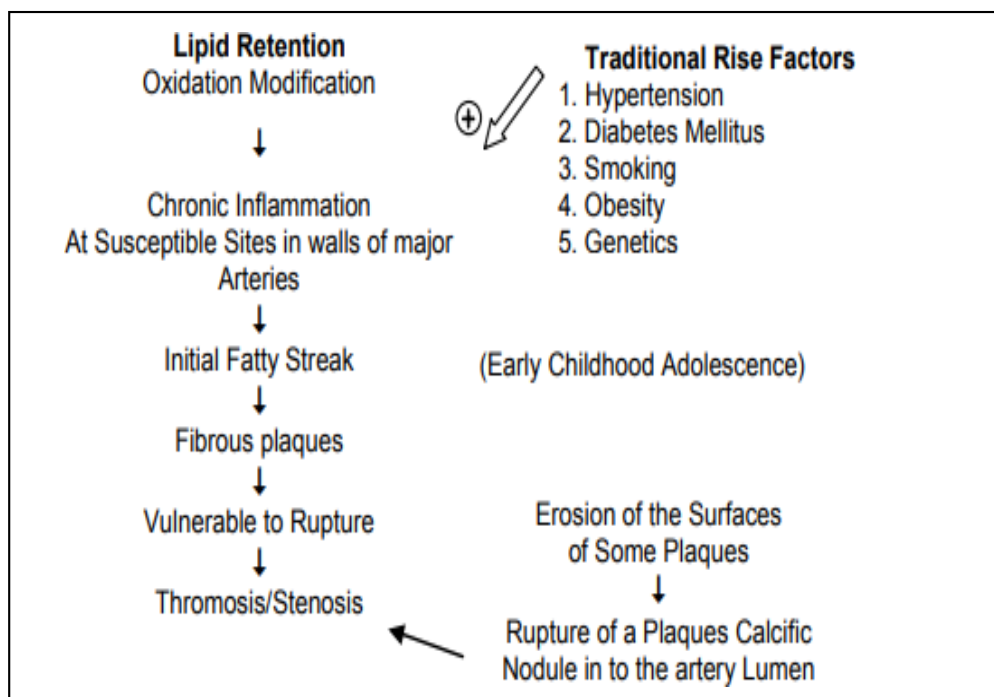 Lipid Retention
Oxidation Modification
Traditional Rise Factors
1. Hypertension
2. Diabetes Mellitus
3. Smoking
4. Obesity
5. Genetics
Chronic Inflammation
At Susceptible Sites in walls of major
Arteries
Initial Fatty Streak
(Early Childhood Adolescence)
Fibrous plaques
Vulnerable to Rupture
Thromosis/Stenosis
Erosion of the Surfaces
of Some Plaques
Rupture of a Plaques Calcific
Nodule in to the artery Lumen